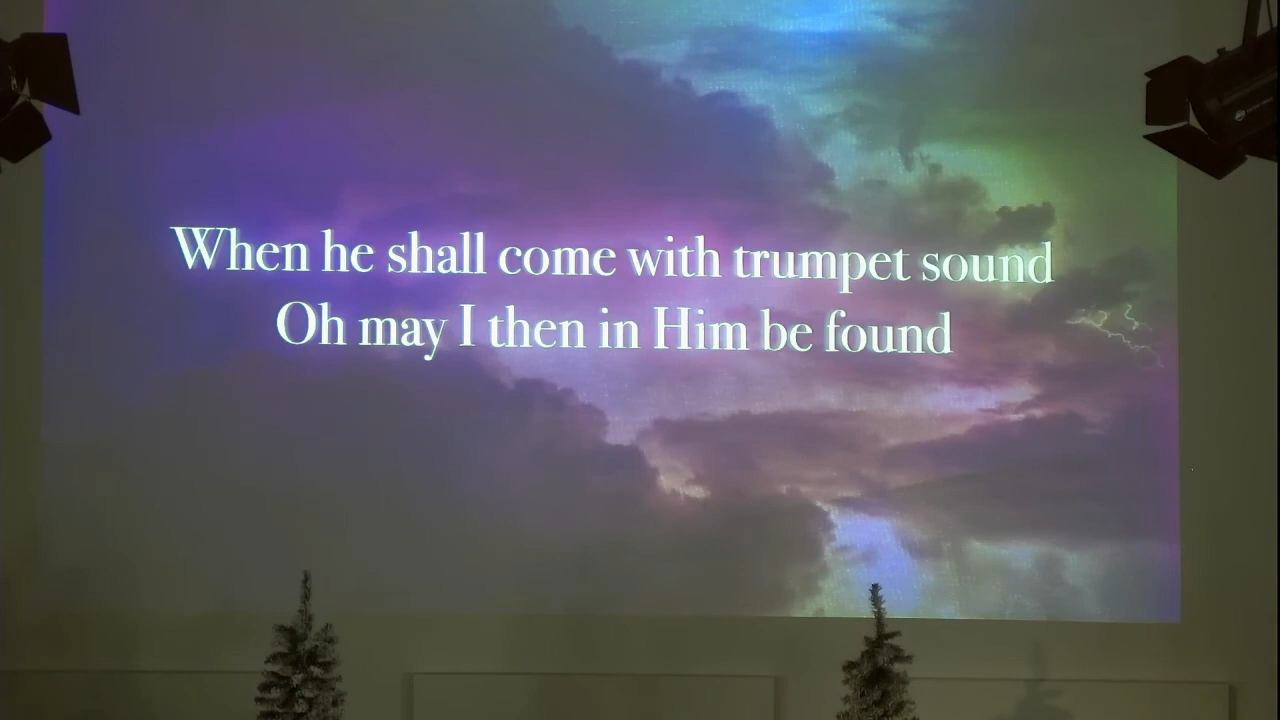 When he shall come with trumpet sound
Oh may I then in Him be found